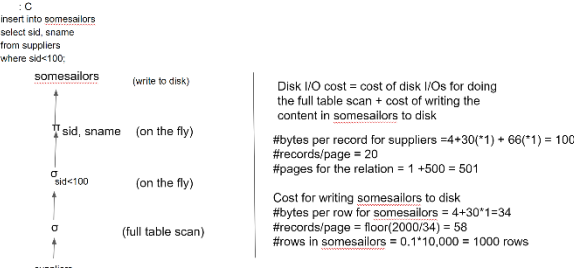 : C
insert into somesailors
select sid, sname
from suppliers
where sid<100;
somesailors (write to disk)
π sid, sname (on the fly)
σ sid<100 (on the fly)
σ (full table scan)
Disk I/O cost = cost of disk I/Os for doing
the full table scan + cost of writing the
content in somesailors to disk
#bytes per record for suppliers =4+30(*1) + 66(*1) = 100
#records/page = 20
#pages for the relation = 1 +500 = 501
Cost for writing somesailors to disk
#bytes per row for somesailors = 4+30*1=34
#records/page = floor(2000/34) = 58
#rows in somesailors = 0.1*10,000 = 1000 rows